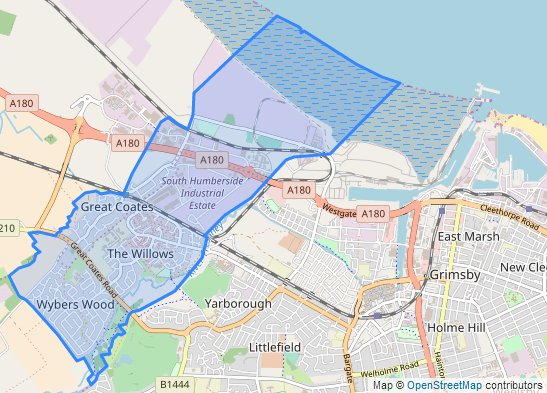 A180
A180
A180
South Humberside
Industrial
Estate
A180
Westgate
A180
Cleethorpe Road
Great Coates
East Marsh
210
Great Coates Road
The Willows
New Cle
Grimsby
Wybers Wood
Yarborough
Holme Hill
Littlefield
Bargate
Welholme Road
Hainton
B1444
Weelsby
Map © OpenStreetMap contributors